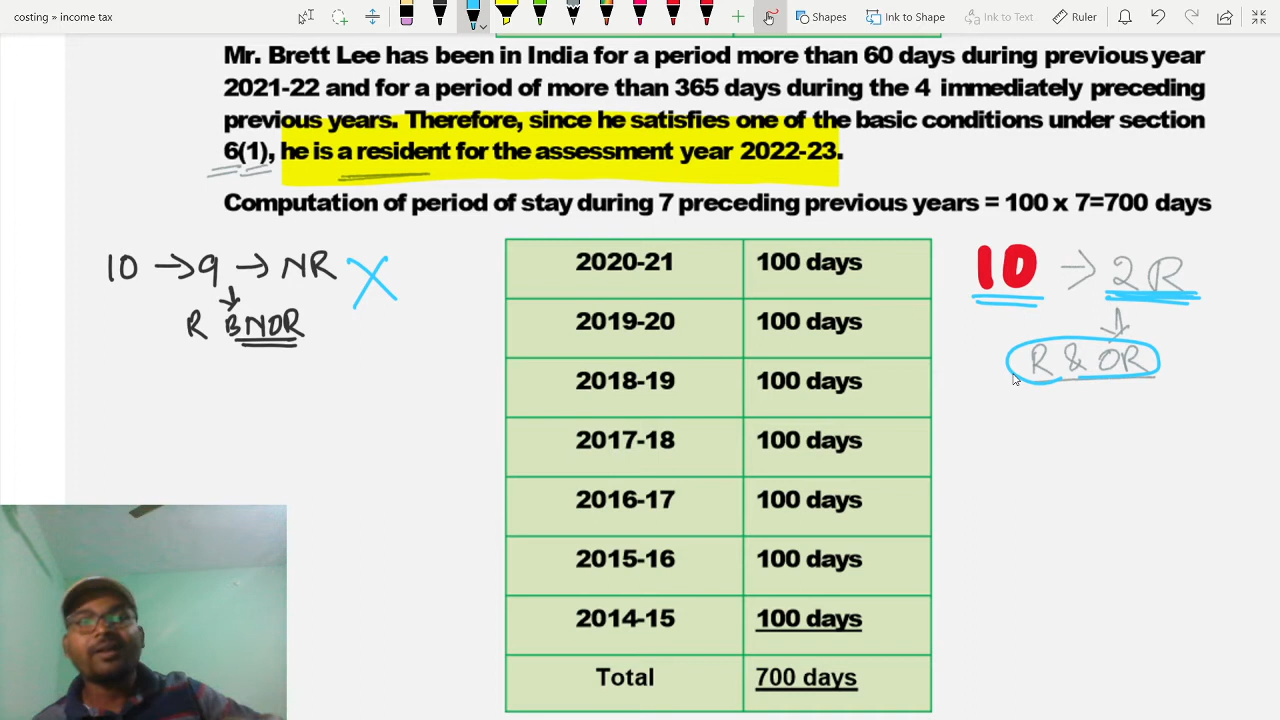 costing » income tax
Shapes
Ink to Shape
Ink to Text
Ruler
Mr. Brett Lee has been in India for a period more than 60 days during previous year
2021-22 and for a period of more than 365 days during the 4 immediately preceding
previous years. Therefore, since he satisfies one of the basic conditions under section
6(1), he is a resident for the assessment year 2022-23.
Computation of period of stay during 7 preceding previous years = 100 x 7=700 days
10 → 9 → NR X
R BNOR
2020-21 100 days
2019-20 100 days
2018-19 100 days
2017-18 100 days
2016-17 100 days
2015-16 100 days
2014-15 100 days
Total 700 days
10 → 2 R
R & OR